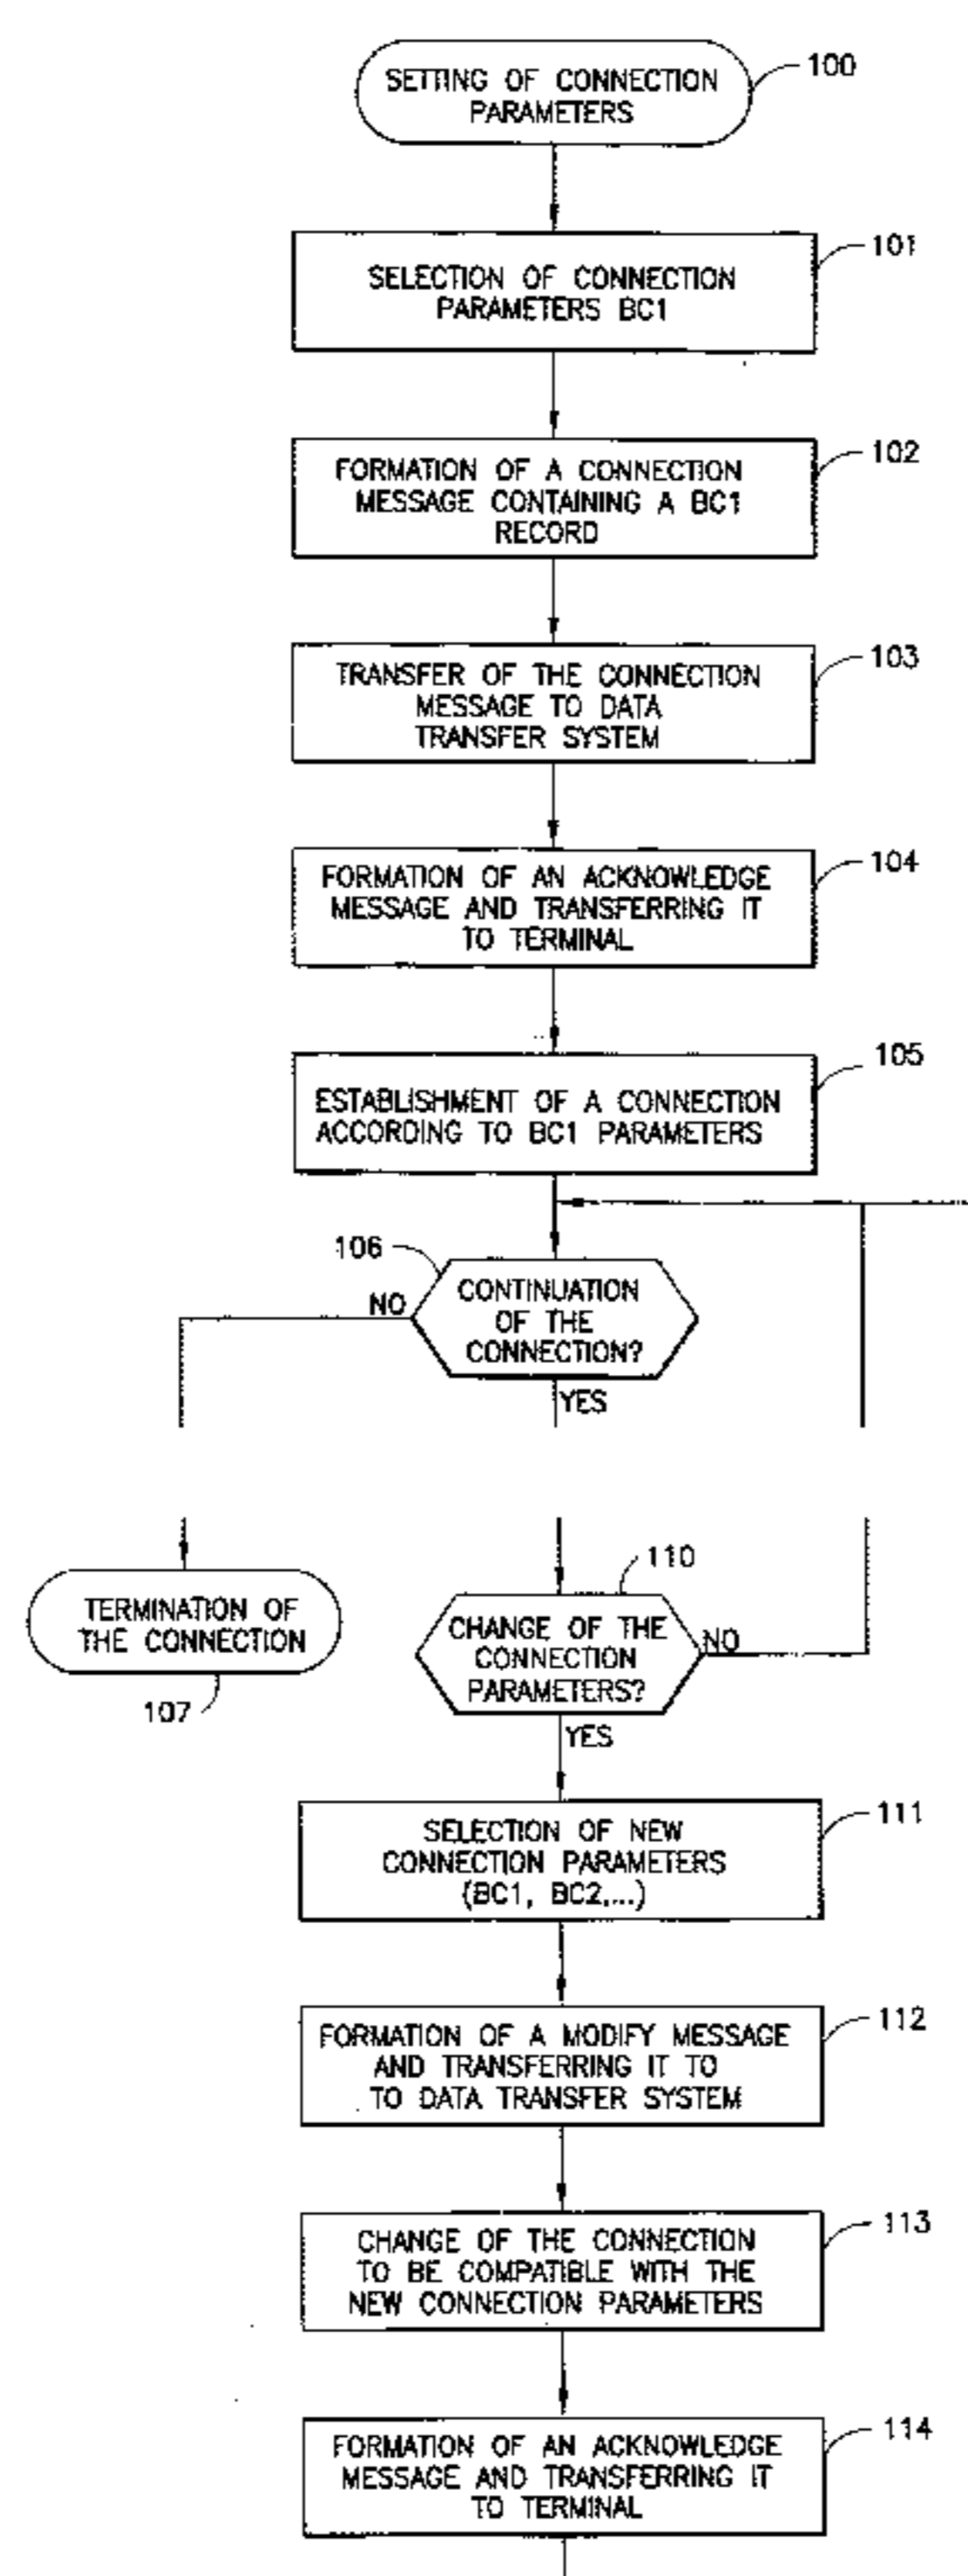 SETTING OF CONNECTION
PARAMETERS
100
SELECTION OF CONNECTION
PARAMETERS BC1
101
FORMATION OF A CONNECTION
MESSAGE CONTAINING A BC1
RECORD
102
TRANSFER OF THE CONNECTION
MESSAGE TO DATA
TRANSFER SYSTEM
103
FORMATION OF AN ACKNOWLEDGE
MESSAGE AND TRANSFERRING IT
TO TERMINAL
104
ESTABLISHMENT OF A CONNECTION
ACCORDING TO BC1 PARAMETERS
105
106
CONTINUATION
OF THE
CONNECTION?
NO
YES
TERMINATION OF
THE CONNECTION
107
110
CHANGE OF THE
CONNECTION
PARAMETERS?
NO
YES
SELECTION OF NEW
CONNECTION PARAMETERS
(BC1, BC2,...)
111
FORMATION OF A MODIFY MESSAGE
AND TRANSFERRING IT TO
TO DATA TRANSFER SYSTEM
112
CHANGE OF THE CONNECTION
TO BE COMPATIBLE WITH THE
NEW CONNECTION PARAMETERS
113
FORMATION OF AN ACKNOWLEDGE
MESSAGE AND TRANSFERRING IT
TO TERMINAL
114